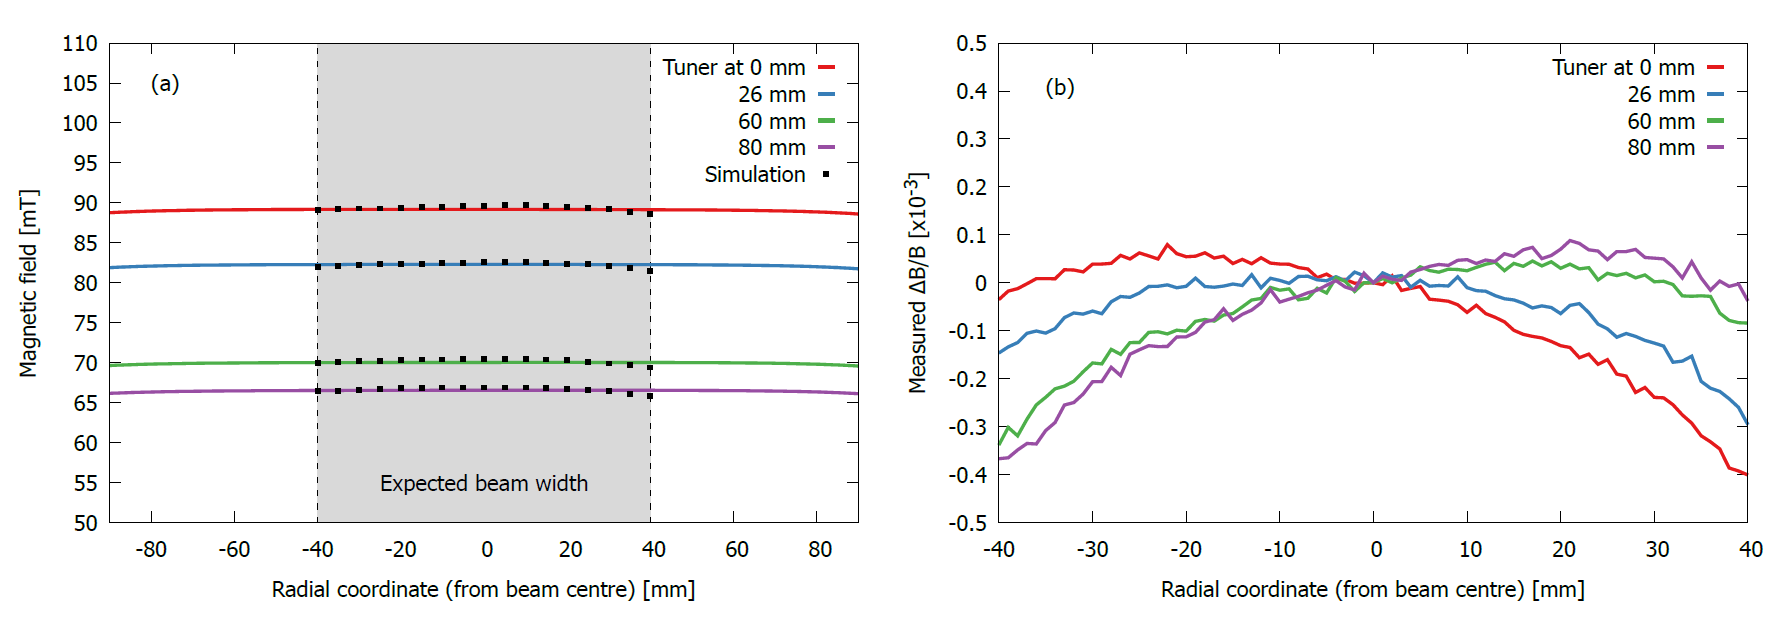 (a)
Tuner at 0 mm
26 mm
60 mm
80 mm
Simulation
Expected beam width
110
105
100
95
90
85
80
75
70
65
60
55
50
-80
-60
-40
-20
0
20
40
60
80
Magnetic field [mT]
Radial coordinate (from beam centre) [mm]
(b)
Tuner at 0 mm
26 mm
60 mm
80 mm
0.5
0.4
0.3
0.2
0.1
0
-0.1
-0.2
-0.3
-0.4
-0.5
-40
-30
-20
-10
0
10
20
30
40
Measured ΔB/B [x10⁻³]
Radial coordinate (from beam centre) [mm]